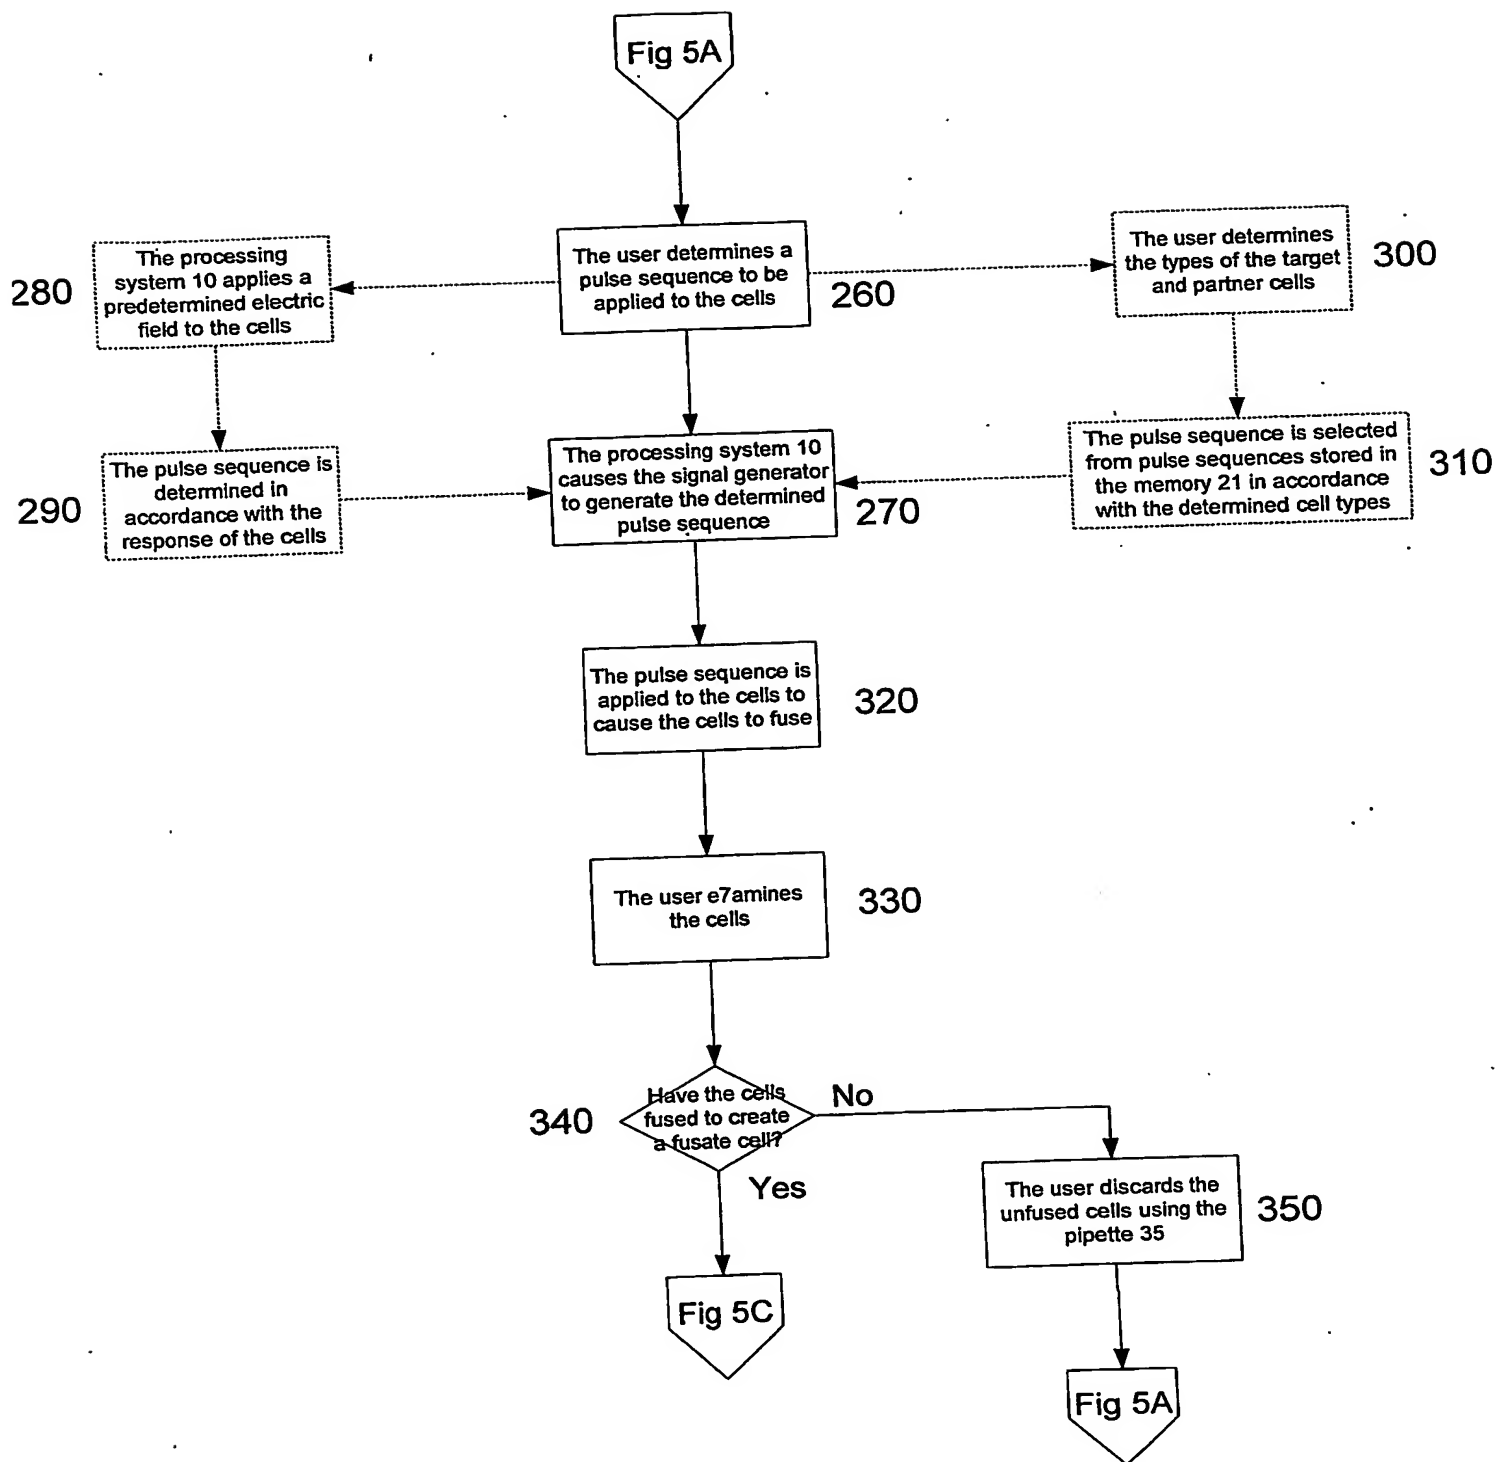 Fig 5A
The user determines a
pulse sequence to be
applied to the cells
260
The processing
system 10 applies a
predetermined electric
field to the cells
280
The user determines
the types of the target
and partner cells
300
The pulse sequence is
determined in
accordance with the
response of the cells
290
The processing system 10
causes the signal generator
to generate the determined
pulse sequence
270
The pulse sequence is selected
from pulse sequences stored in
the memory 21 in accordance
with the determined cell types
310
The pulse sequence is
applied to the cells to
cause the cells to fuse
320
The user e7amines
the cells
330
Have the cells
fused to create
a fusate cell?
340
No
Yes
The user discards the
unfused cells using the
pipette 35
350
Fig 5C
Fig 5A